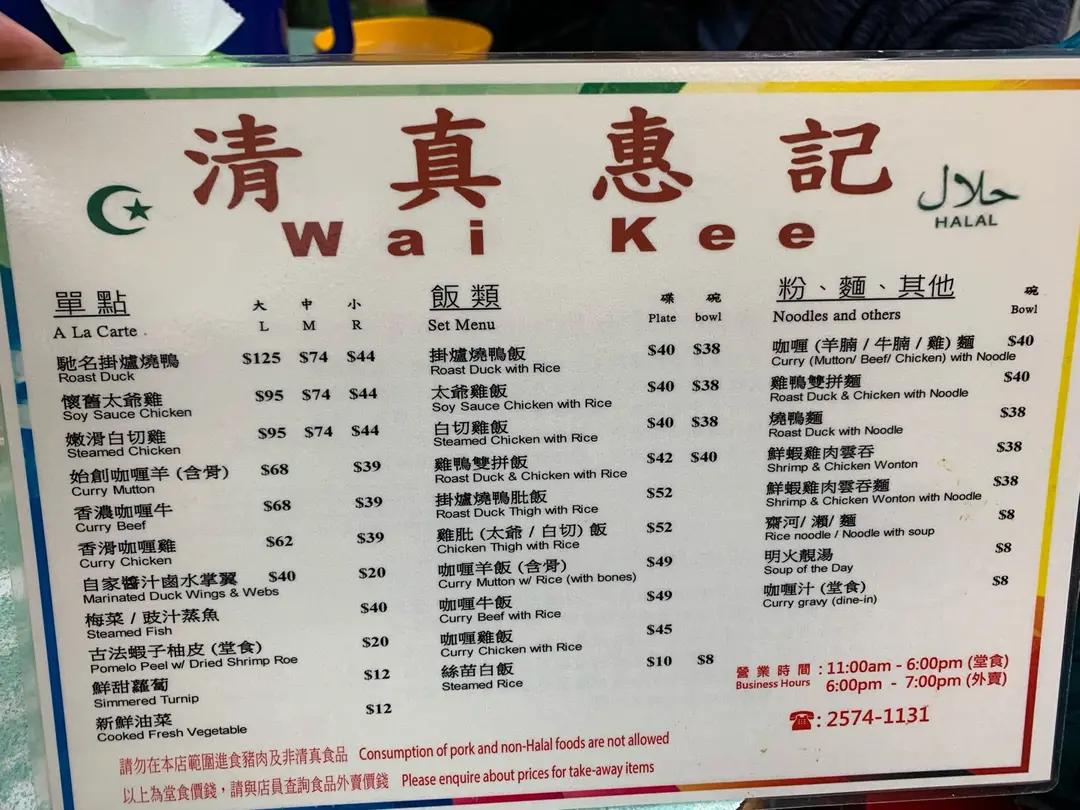 清真惠記
حلال
HALAL
Wai Kee
單點
A La Carte
大 中 小
L M R
馳名掛爐燒鴨 $125 $74 $44
Roast Duck
懷舊太爺雞 $95 $74 $44
Soy Sauce Chicken
嫩滑白切雞 $95 $74 $44
Steamed Chicken
始創咖喱羊 (含骨) $68 $39
Curry Mutton
香濃咖喱牛 $68 $39
Curry Beef
香滑咖喱雞 $62 $39
Curry Chicken
自家醬汁鹵水掌翼 $40 $20
Marinated Duck Wings & Webs
梅菜 / 豉汁蒸魚 $40
Steamed Fish
古法蝦子柚皮 (堂食) $20
Pomelo Peel w/ Dried Shrimp Roe
鮮甜蘿蔔 $12
Simmered Turnip
新鮮油菜 $12
Cooked Fresh Vegetable
飯類
Set Menu
碟 碗
Plate bowl
掛爐燒鴨飯 $40 $38
Roast Duck with Rice
太爺雞飯 $40 $38
Soy Sauce Chicken with Rice
白切雞飯 $40 $38
Steamed Chicken with Rice
雞鴨雙拼飯 $42 $40
Roast Duck & Chicken with Rice
掛爐燒鴨肶飯 $52
Roast Duck Thigh with Rice
雞肶 (太爺 / 白切) 飯 $52
Chicken Thigh with Rice
咖喱羊飯 (含骨) $49
Curry Mutton w/ Rice (with bones)
咖喱牛飯 $49
Curry Beef with Rice
咖喱雞飯 $45
Curry Chicken with Rice
絲苗白飯 $10 $8
Steamed Rice
粉、麵、其他
Noodles and others
碗
Bowl
咖喱 (羊腩 / 牛腩 / 雞) 麵 $40
Curry (Mutton/ Beef/ Chicken) with Noodle
雞鴨雙拼麵 $40
Roast Duck & Chicken with Noodle
燒鴨麵 $38
Roast Duck with Noodle
鮮蝦雞肉雲吞 $38
Shrimp & Chicken Wonton
鮮蝦雞肉雲吞麵 $38
Shrimp & Chicken Wonton with Noodle
齋河/ 瀨/ 麵 $8
Rice noodle / Noodle with soup
明火靚湯 $8
Soup of the Day
咖喱汁 (堂食) $8
Curry gravy (dine-in)
營業時間 : 11:00am - 6:00pm (堂食)
Business Hours 6:00pm - 7:00pm (外賣)
☎: 2574-1131
請勿在本店範圍進食豬肉及非清真食品 Consumption of pork and non-Halal foods are not allowed
以上為堂食價錢，請與店員查詢食品外賣價錢 Please enquire about prices for take-away items